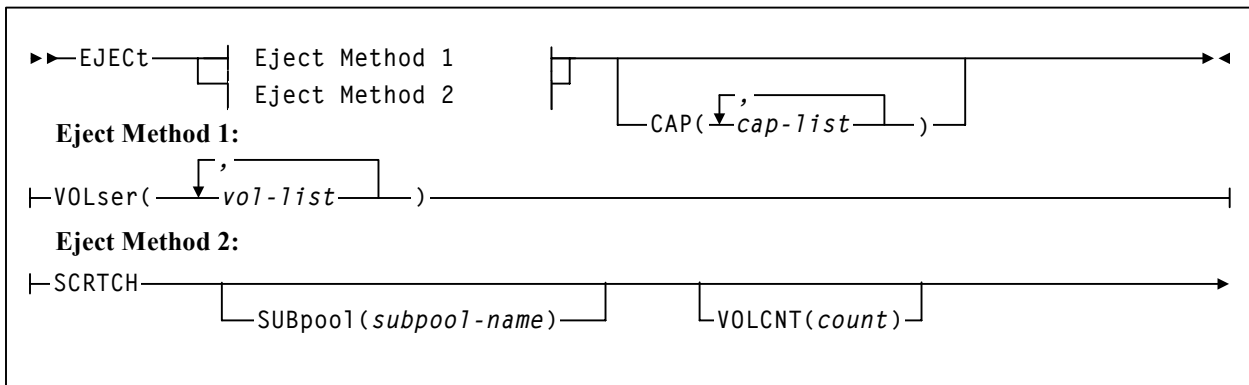 EJECt Eject Method 1
Eject Method 2
,
CAP( cap-list )
Eject Method 1:
,
VOLser( vol-list )
Eject Method 2:
SCRTCH
SUBpool(subpool-name) VOLCNT(count)